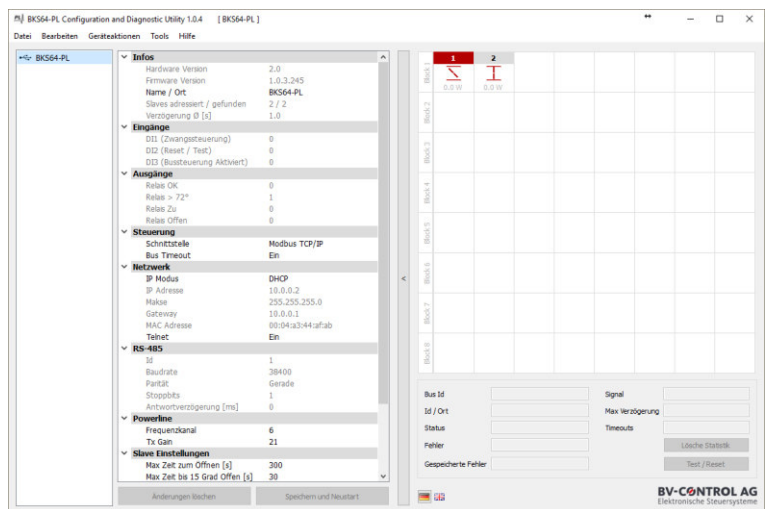 BKS64-PL Configuration and Diagnostic Utility 1.0.4 [ BKS64-PL ]
Datei Bearbeiten Geräteaktionen Tools Hilfe
BKS64-PL
Infos
Hardware Version 2.0
Firmware Version 1.0.3.245
Name / Ort BKS64-PL
Slaves adressiert / gefunden 2 / 2
Verzögerung Ø [s] 1.0
Eingänge
DI1 (Zwangssteuerung) 0
DI2 (Reset / Test) 0
DI3 (Bussteuerung Aktiviert) 0
Ausgänge
Relais OK 0
Relais > 72° 1
Relais Zu 0
Relais Offen 0
Steuerung
Schnittstelle Modbus TCP/IP
Bus Timeout Ein
Netzwerk
IP Modus DHCP
IP Adresse 10.0.0.2
Makse 255.255.255.0
Gateway 10.0.0.1
MAC Adresse 00:04:a3:44:af:ab
Telnet Ein
RS-485
Id 1
Baudrate 38400
Parität Gerade
Stoppbits 1
Antwortverzögerung [ms] 0
Powerline
Frequenzkanal 6
Tx Gain 21
Slave Einstellungen
Max Zeit zum Öffnen [s] 300
Max Zeit bis 15 Grad Offen [s] 30
Änderungen löschen Speichern und Neustart
<
1 2
Block 1
0.0 W 0.0 W
Block 2
Block 3
Block 4
Block 5
Block 6
Block 7
Block 8
Bus Id Signal
Id / Ort Max Verzögerung
Status Timeouts
Fehler Lösche Statistik
Gespeicherte Fehler Test / Reset
BV-CONTROL AG
Elektronische Steuersysteme